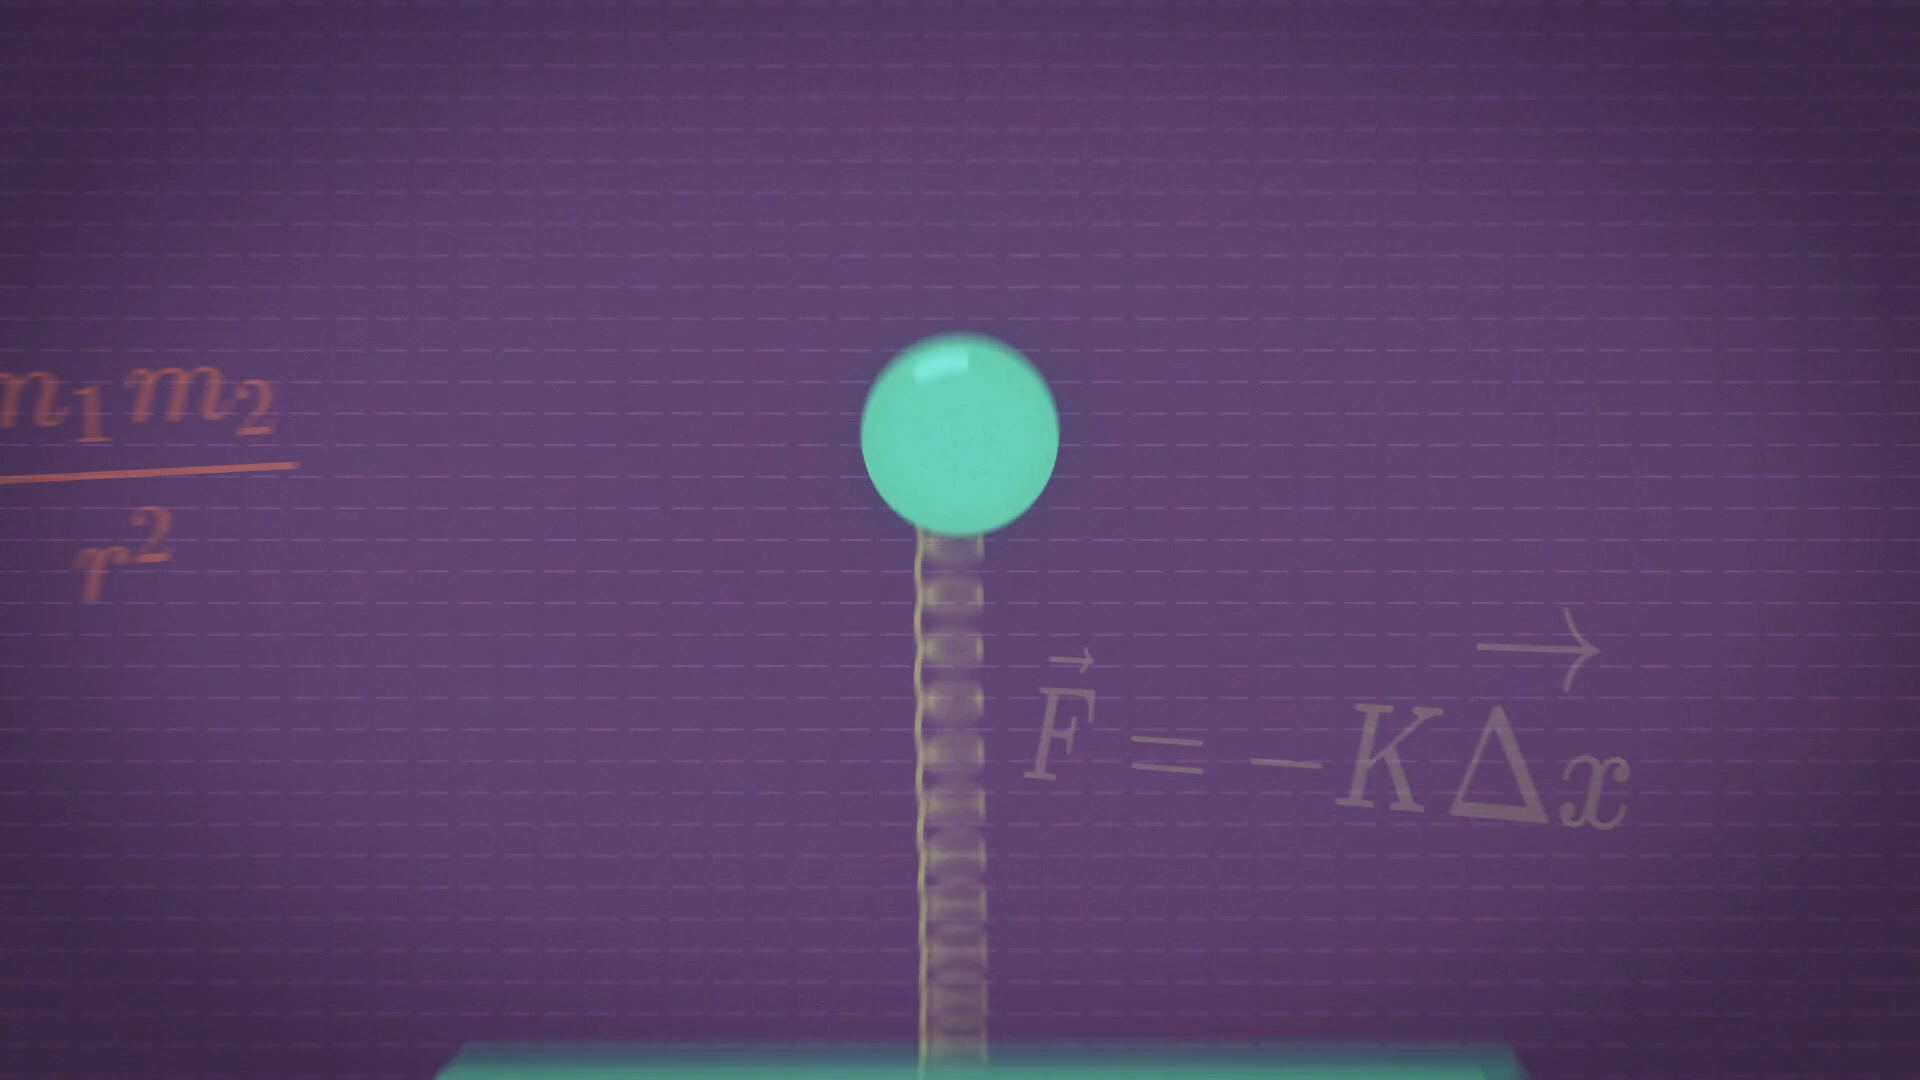 m₁m₂
r²
F⃗ = −KΔx⃗